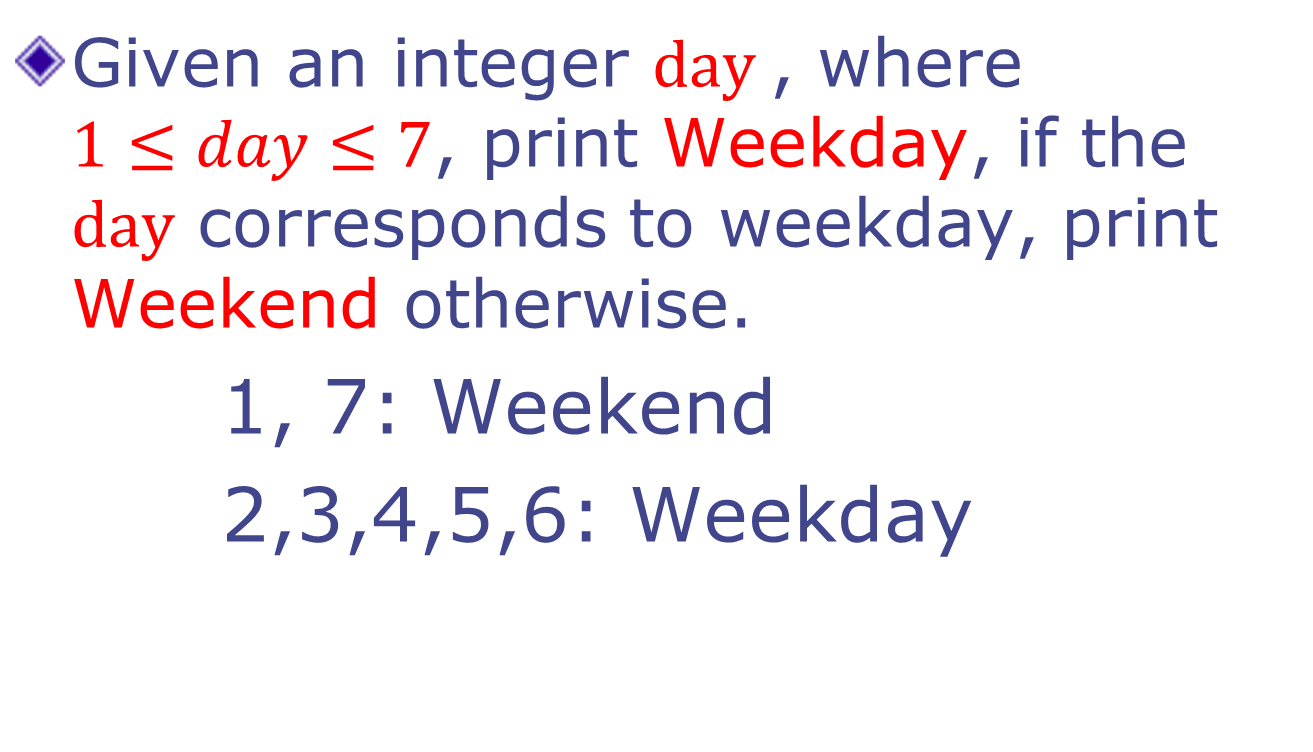 Given an integer day , where
1 ≤ day ≤ 7, print Weekday, if the
day corresponds to weekday, print
Weekend otherwise.
1, 7: Weekend
2,3,4,5,6: Weekday